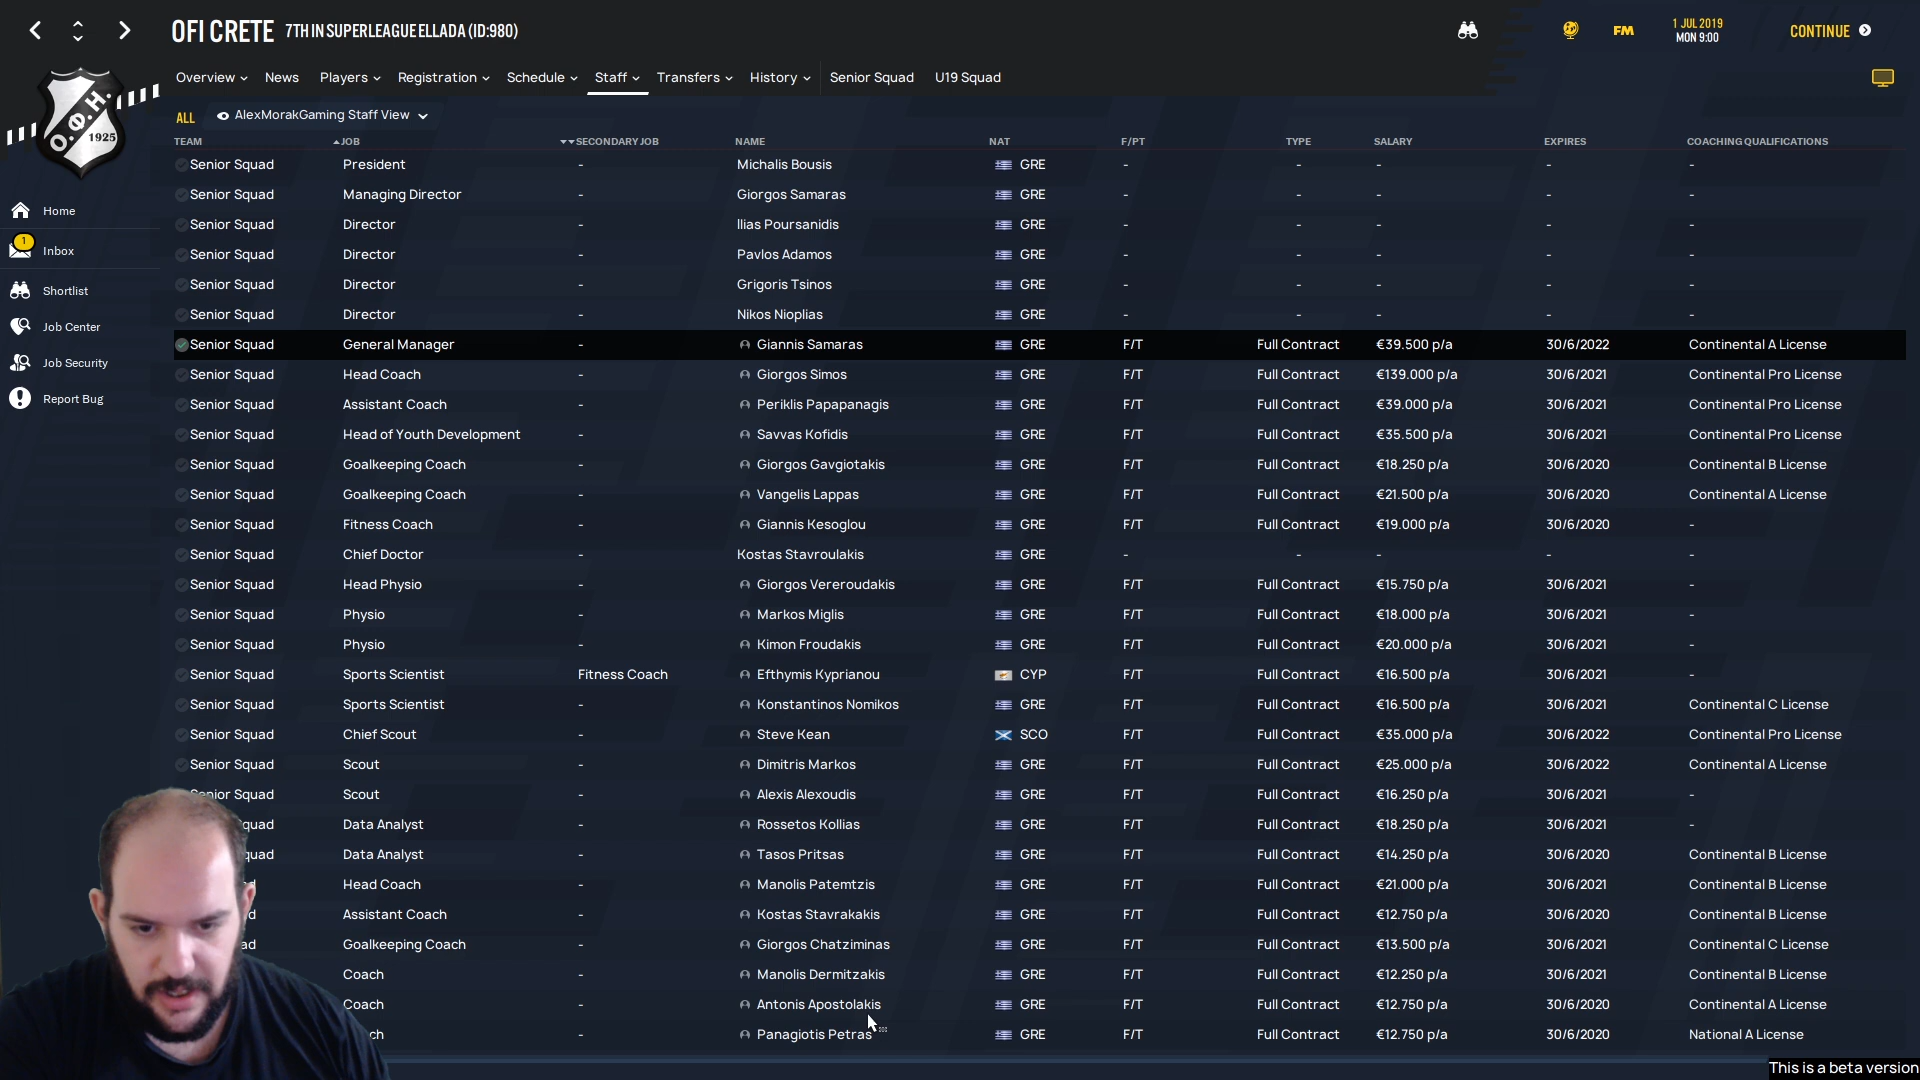 OFI CRETE 7TH IN SUPERLEAGUE ELLADA (ID:980)
FM
1 JUL 2019
MON 9:00
CONTINUE
Overview News Players Registration Schedule Staff Transfers History Senior Squad U19 Squad
Ο.Φ.Η.
1925
ALL AlexMorakGaming Staff View
TEAM JOB SECONDARY JOB NAME NAT F/PT TYPE SALARY EXPIRES COACHING QUALIFICATIONS
Home
1
Inbox
Shortlist
Job Center
Job Security
Report Bug
Senior Squad President - Michalis Bousis GRE - - - - -
Senior Squad Managing Director - Giorgos Samaras GRE - - - - -
Senior Squad Director - Ilias Poursanidis GRE - - - - -
Senior Squad Director - Pavlos Adamos GRE - - - - -
Senior Squad Director - Grigoris Tsinos GRE - - - - -
Senior Squad Director - Nikos Nioplias GRE - - - - -
Senior Squad General Manager - Giannis Samaras GRE F/T Full Contract €39.500 p/a 30/6/2022 Continental A License
Senior Squad Head Coach - Giorgos Simos GRE F/T Full Contract €139.000 p/a 30/6/2021 Continental Pro License
Senior Squad Assistant Coach - Periklis Papapanagis GRE F/T Full Contract €39.000 p/a 30/6/2021 Continental Pro License
Senior Squad Head of Youth Development - Savvas Kofidis GRE F/T Full Contract €35.500 p/a 30/6/2021 Continental Pro License
Senior Squad Goalkeeping Coach - Giorgos Gavgiotakis GRE F/T Full Contract €18.250 p/a 30/6/2020 Continental B License
Senior Squad Goalkeeping Coach - Vangelis Lappas GRE F/T Full Contract €21.500 p/a 30/6/2020 Continental A License
Senior Squad Fitness Coach - Giannis Kesoglou GRE F/T Full Contract €19.000 p/a 30/6/2020 -
Senior Squad Chief Doctor - Kostas Stavroulakis GRE - - - - -
Senior Squad Head Physio - Giorgos Vereroudakis GRE F/T Full Contract €15.750 p/a 30/6/2021 -
Senior Squad Physio - Markos Miglis GRE F/T Full Contract €18.000 p/a 30/6/2021 -
Senior Squad Physio - Kimon Froudakis GRE F/T Full Contract €20.000 p/a 30/6/2021 -
Senior Squad Sports Scientist Fitness Coach Efthymis Kyprianou CYP F/T Full Contract €16.500 p/a 30/6/2021 -
Senior Squad Sports Scientist - Konstantinos Nomikos GRE F/T Full Contract €16.500 p/a 30/6/2021 Continental C License
Senior Squad Chief Scout - Steve Kean SCO F/T Full Contract €35.000 p/a 30/6/2022 Continental Pro License
Senior Squad Scout - Dimitris Markos GRE F/T Full Contract €25.000 p/a 30/6/2022 Continental A License
Squad Scout - Alexis Alexoudis GRE F/T Full Contract €16.250 p/a 30/6/2021 -
quad Data Analyst - Rossetos Kollias GRE F/T Full Contract €18.250 p/a 30/6/2021 -
quad Data Analyst - Tasos Pritsas GRE F/T Full Contract €14.250 p/a 30/6/2020 Continental B License
d Head Coach - Manolis Patemtzis GRE F/T Full Contract €21.000 p/a 30/6/2021 Continental B License
d Assistant Coach - Kostas Stavrakakis GRE F/T Full Contract €12.750 p/a 30/6/2020 Continental B License
ad Goalkeeping Coach - Giorgos Chatziminas GRE F/T Full Contract €13.500 p/a 30/6/2021 Continental C License
Coach - Manolis Dermitzakis GRE F/T Full Contract €12.250 p/a 30/6/2021 Continental B License
Coach - Antonis Apostolakis GRE F/T Full Contract €12.750 p/a 30/6/2020 Continental A License
ch - Panagiotis Petras GRE F/T Full Contract €12.750 p/a 30/6/2020 National A License
This is a beta version